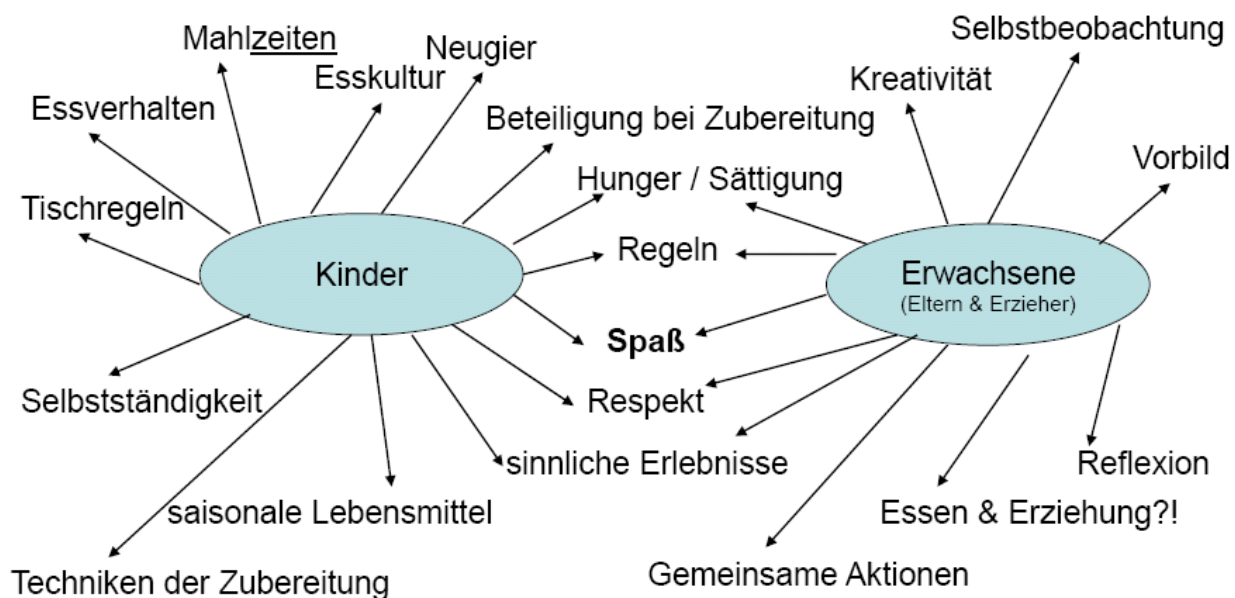 Selbstbeobachtung
Mahlzeiten
Neugier
Esskultur
Kreativität
Essverhalten
Beteiligung bei Zubereitung
Vorbild
Hunger / Sättigung
Tischregeln
Regeln
Kinder
Erwachsene
(Eltern & Erzieher)
Spaß
Selbstständigkeit
Respekt
sinnliche Erlebnisse
Reflexion
saisonale Lebensmittel
Essen & Erziehung?!
Techniken der Zubereitung
Gemeinsame Aktionen